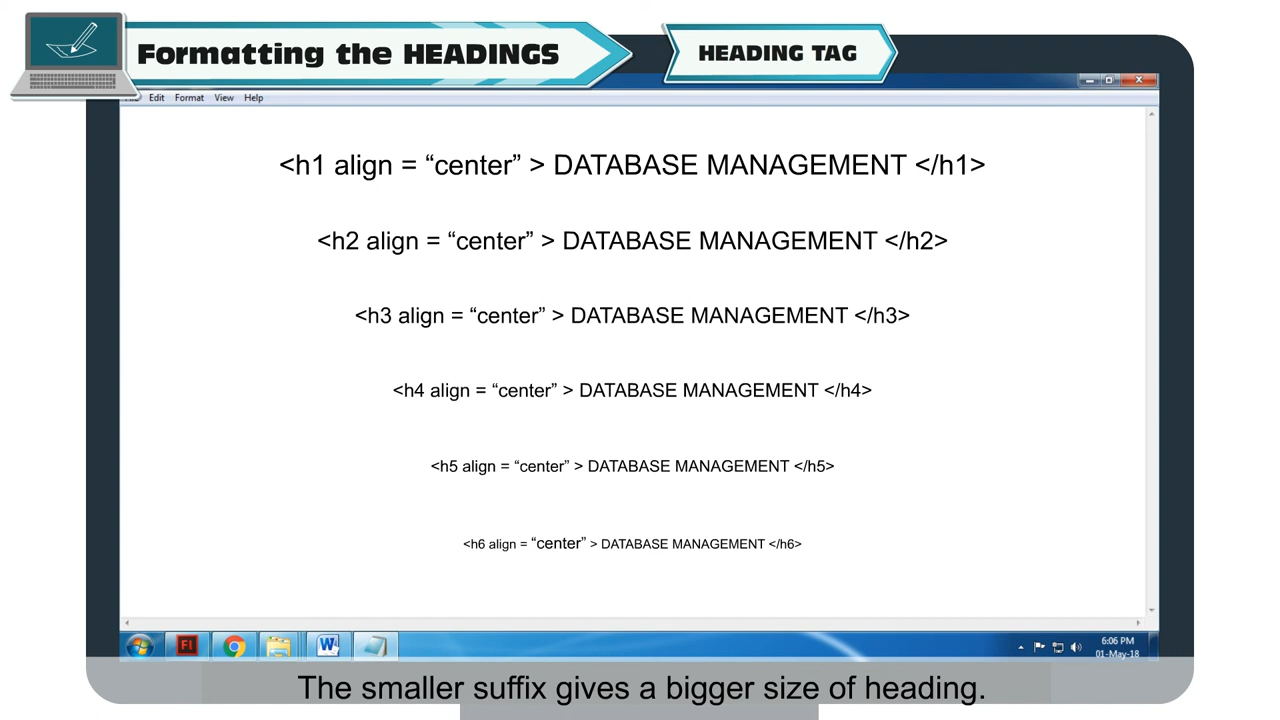 Formatting the HEADINGS
HEADING TAG
Edit Format View Help
<h1 align = “center” > DATABASE MANAGEMENT </h1>
<h2 align = “center” > DATABASE MANAGEMENT </h2>
<h3 align = “center” > DATABASE MANAGEMENT </h3>
<h4 align = “center” > DATABASE MANAGEMENT </h4>
<h5 align = “center” > DATABASE MANAGEMENT </h5>
<h6 align = “center” > DATABASE MANAGEMENT </h6>
Fl W
6:06 PM
01-May-18
The smaller suffix gives a bigger size of heading.